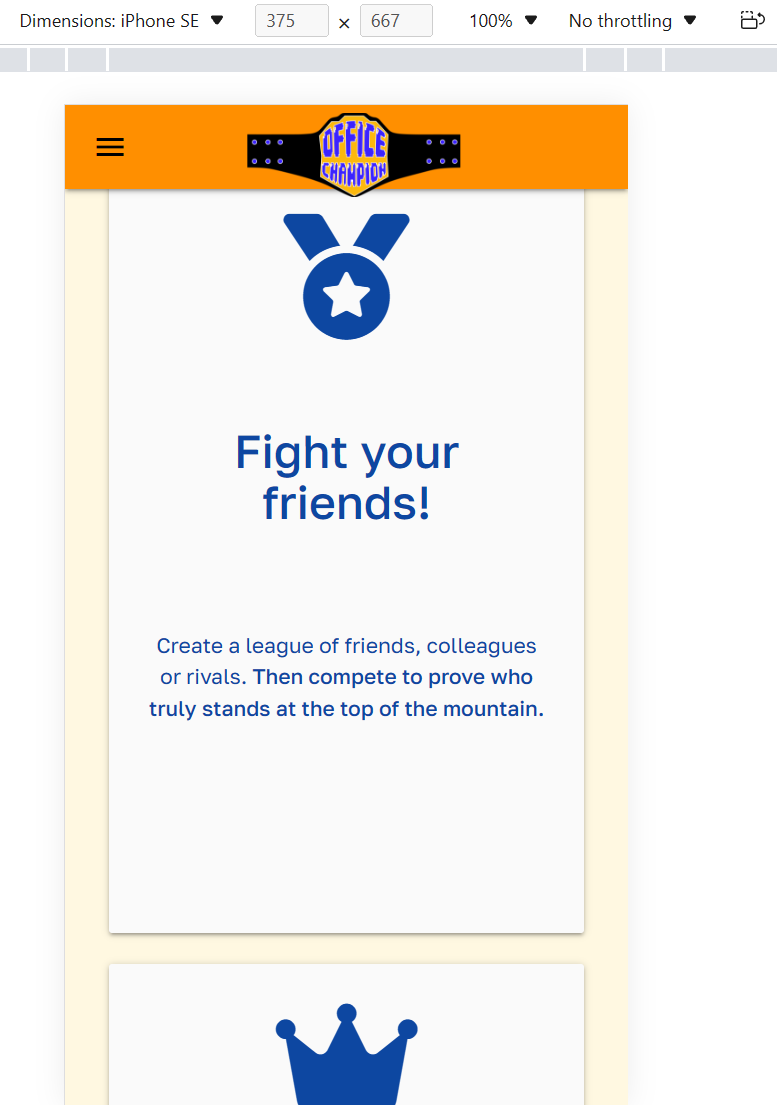 Dimensions: iPhone SE 375 × 667 100% No throttling
OFFICE
CHAMPION
Fight your
friends!
Create a league of friends, colleagues
or rivals. Then compete to prove who
truly stands at the top of the mountain.